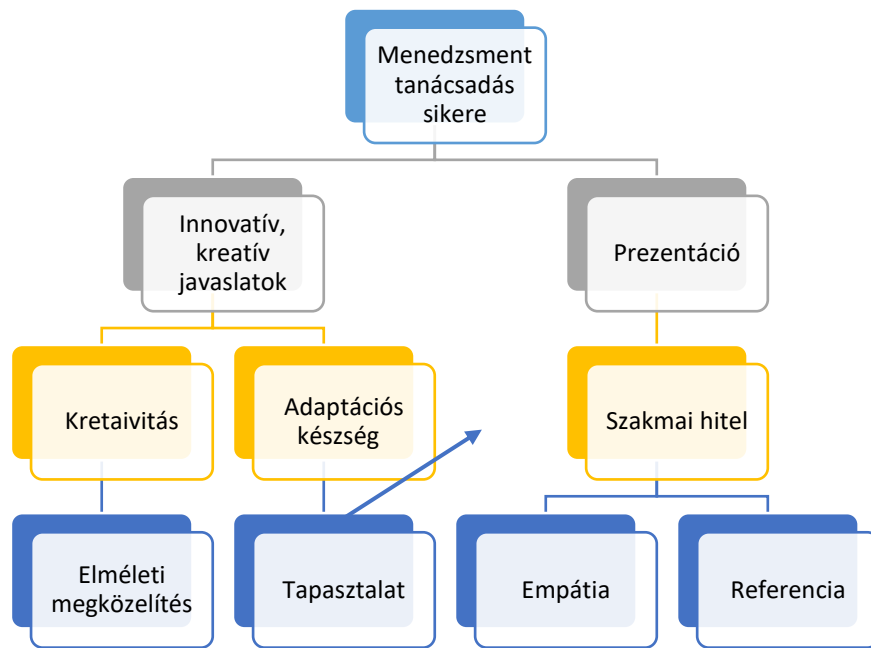 Menedzsment
tanácsadás
sikere
Innovatív,
kreatív
javaslatok
Prezentáció
Kretaivitás
Adaptációs
készség
Szakmai hitel
Elméleti
megközelítés
Tapasztalat
Empátia
Referencia